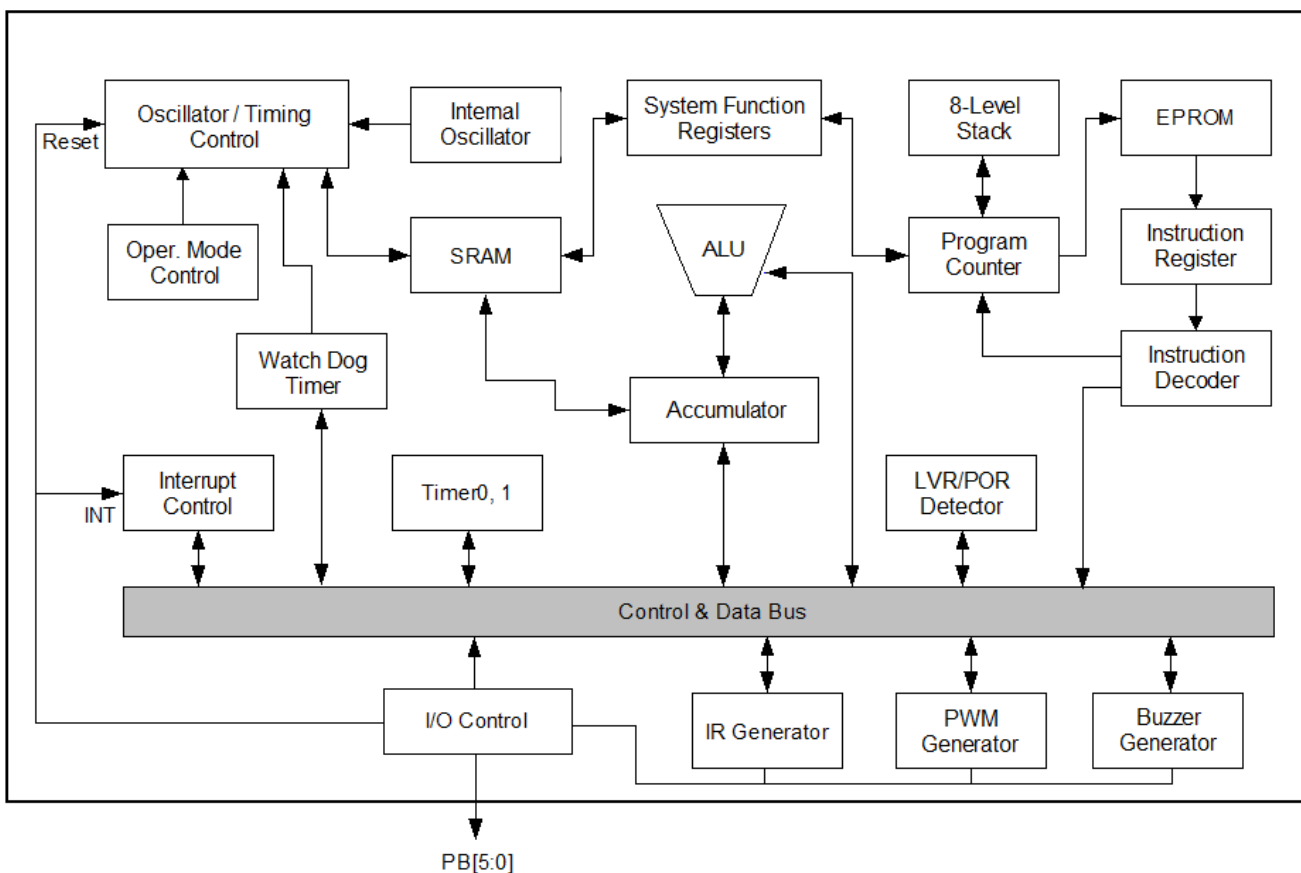 Oscillator / Timing
Control
Internal
Oscillator
System Function
Registers
8-Level
Stack
EPROM
Reset
Oper. Mode
Control
SRAM
ALU
Program
Counter
Instruction
Register
Watch Dog
Timer
Accumulator
Instruction
Decoder
Interrupt
Control
INT
Timer0, 1
LVR/POR
Detector
Control & Data Bus
I/O Control
IR Generator
PWM
Generator
Buzzer
Generator
PB[5:0]